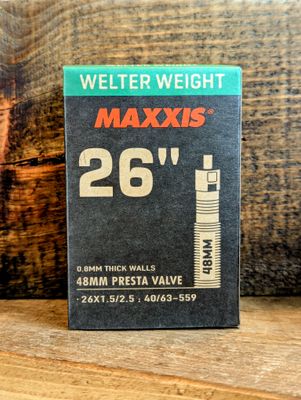 WELTER WEIGHT
MAXXIS®
26"
48MM
0.8MM THICK WALLS
48MM PRESTA VALVE
26X1.5/2.5 : 40/63-559